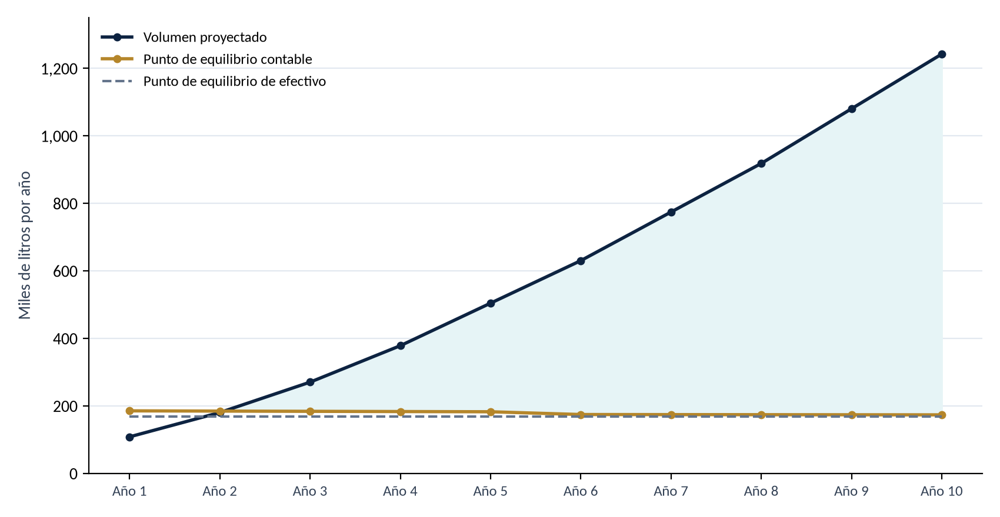 Volumen proyectado
Punto de equilibrio contable
Punto de equilibrio de efectivo
Miles de litros por año
1,200
1,000
800
600
400
200
0
Año 1 Año 2 Año 3 Año 4 Año 5 Año 6 Año 7 Año 8 Año 9 Año 10